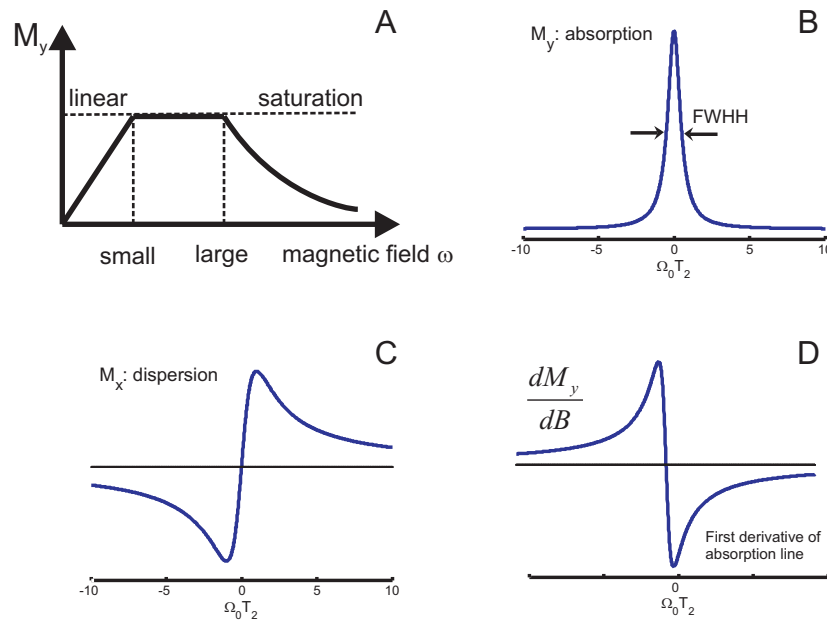 A
M_y
linear
saturation
small
large
magnetic field ω
B
M_y: absorption
FWHH
-10
-5
0
5
10
Ω_0T_2
C
M_x: dispersion
-10
-5
0
5
10
Ω_0T_2
D
dM_y
dB
First derivative of
absorption line
0
Ω_0T_2